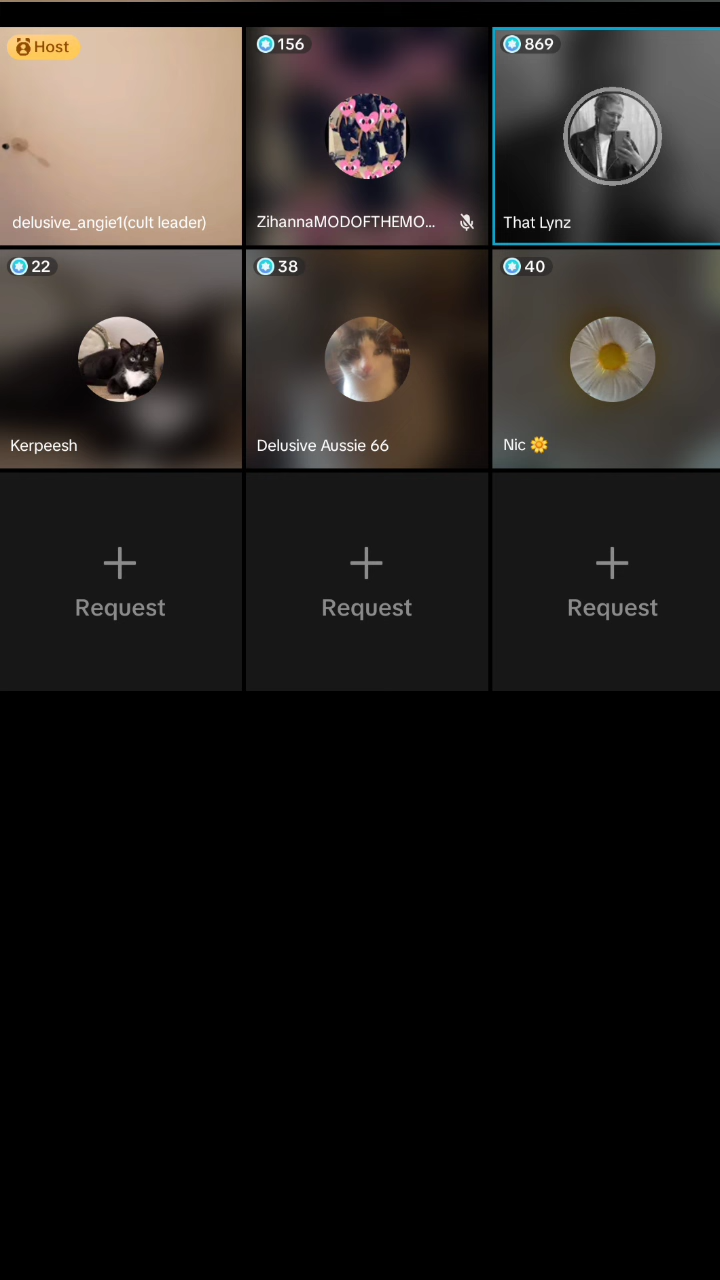 Host
156
869
delusive_angie1(cult leader)
ZihannaMODOFTHEMO...
That Lynz
22
38
40
Kerpeesh
Delusive Aussie 66
Nic 🌼
Request
Request
Request